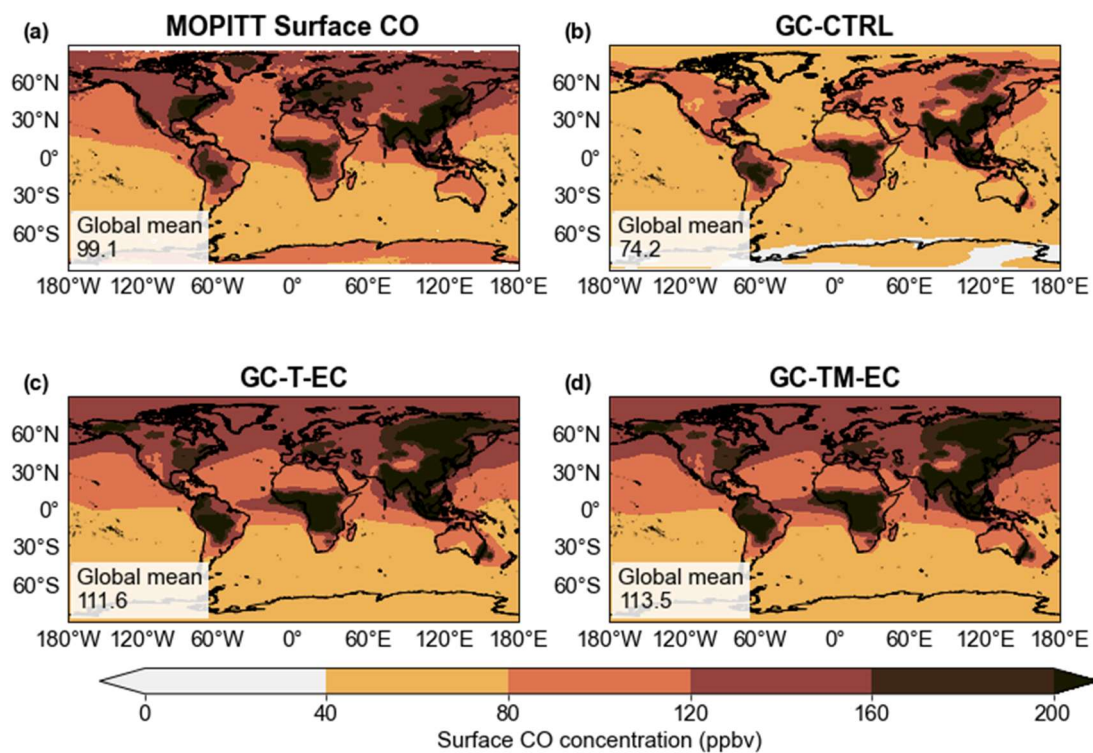 (a) MOPITT Surface CO
60°N
30°N
0°
30°S
60°S
Global mean
99.1
180°W 120°W 60°W 0° 60°E 120°E 180°E
(b) GC-CTRL
60°N
30°N
0°
30°S
60°S
Global mean
74.2
180°W 120°W 60°W 0° 60°E 120°E 180°E
(c) GC-T-EC
60°N
30°N
0°
30°S
60°S
Global mean
111.6
180°W 120°W 60°W 0° 60°E 120°E 180°E
(d) GC-TM-EC
60°N
30°N
0°
30°S
60°S
Global mean
113.5
180°W 120°W 60°W 0° 60°E 120°E 180°E
0 40 80 120 160 200
Surface CO concentration (ppbv)